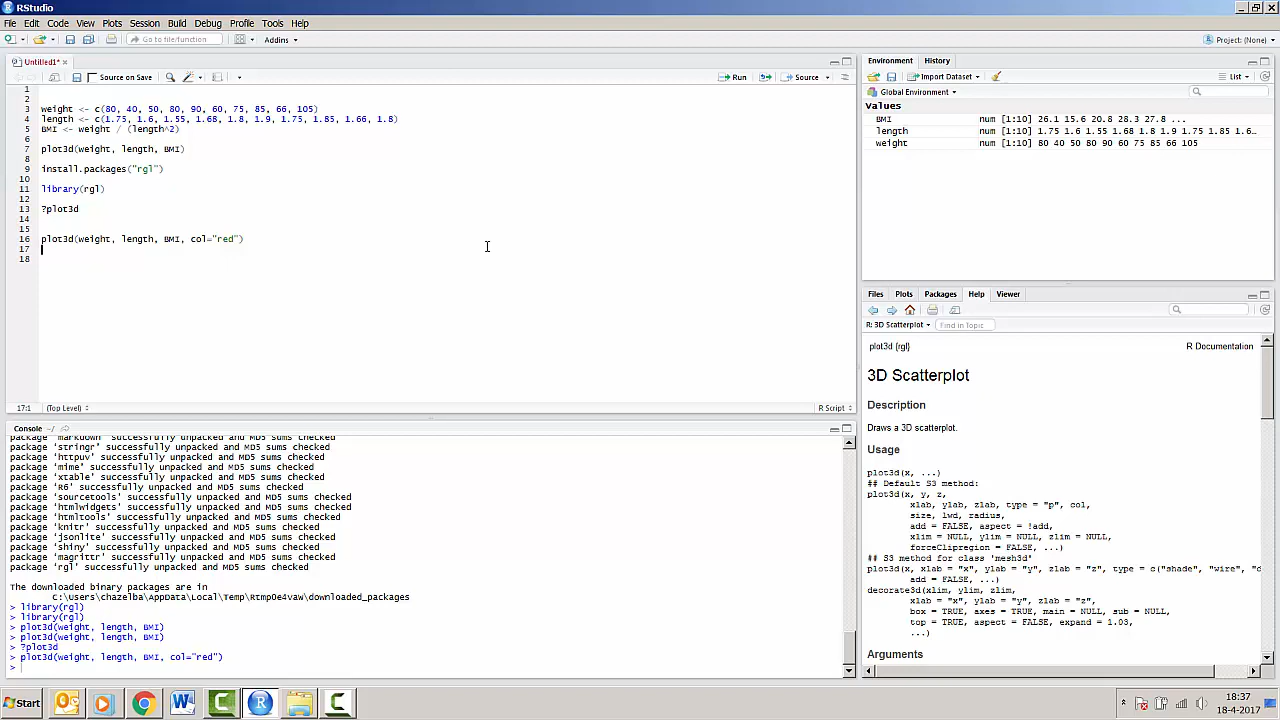 RStudio
File Edit Code View Plots Session Build Debug Profile Tools Help
Go to file/function Addins Project: (None)
Untitled1*
Source on Save Run Source
1
2
3 weight <- c(80, 40, 50, 80, 90, 60, 75, 85, 66, 105)
4 length <- c(1.75, 1.6, 1.55, 1.68, 1.8, 1.9, 1.75, 1.85, 1.66, 1.8)
5 BMI <- weight / (length^2)
6
7 plot3d(weight, length, BMI)
8
9 install.packages("rgl")
10
11 library(rgl)
12
13 ?plot3d
14
15
16 plot3d(weight, length, BMI, col="red")
17
18
17:1 (Top Level) R Script
Console ~/
package 'markdown' successfully unpacked and MD5 sums checked
package 'stringr' successfully unpacked and MD5 sums checked
package 'httpuv' successfully unpacked and MD5 sums checked
package 'mime' successfully unpacked and MD5 sums checked
package 'xtable' successfully unpacked and MD5 sums checked
package 'R6' successfully unpacked and MD5 sums checked
package 'sourcetools' successfully unpacked and MD5 sums checked
package 'htmlwidgets' successfully unpacked and MD5 sums checked
package 'htmltools' successfully unpacked and MD5 sums checked
package 'knitr' successfully unpacked and MD5 sums checked
package 'jsonlite' successfully unpacked and MD5 sums checked
package 'shiny' successfully unpacked and MD5 sums checked
package 'magrittr' successfully unpacked and MD5 sums checked
package 'rgl' successfully unpacked and MD5 sums checked
The downloaded binary packages are in
C:\Users\chazelba\AppData\Local\Temp\RtmpOe4vaw\downloaded_packages
> library(rgl)
> library(rgl)
> plot3d(weight, length, BMI)
> plot3d(weight, length, BMI)
> ?plot3d
> plot3d(weight, length, BMI, col="red")
>
Environment History
Import Dataset List
Global Environment
Values
BMI num [1:10] 26.1 15.6 20.8 28.3 27.8 ...
length num [1:10] 1.75 1.6 1.55 1.68 1.8 1.9 1.75 1.85 1.6…
weight num [1:10] 80 40 50 80 90 60 75 85 66 105
Files Plots Packages Help Viewer
R: 3D Scatterplot Find in Topic
plot3d {rgl} R Documentation
3D Scatterplot
Description
Draws a 3D scatterplot.
Usage
plot3d(x, ...)
## Default S3 method:
plot3d(x, y, z,
xlab, ylab, zlab, type = "p", col,
size, lwd, radius,
add = FALSE, aspect = !add,
xlim = NULL, ylim = NULL, zlim = NULL,
forceClipregion = FALSE, ...)
## S3 method for class 'mesh3d'
plot3d(x, xlab = "x", ylab = "y", zlab = "z", type = c("shade", "wire", "d
add = FALSE, ...)
decorate3d(xlim, ylim, zlim,
xlab = "x", ylab = "y", zlab = "z",
box = TRUE, axes = TRUE, main = NULL, sub = NULL,
top = TRUE, aspect = FALSE, expand = 1.03,
...)
Arguments
Start
18:37
18-4-2017